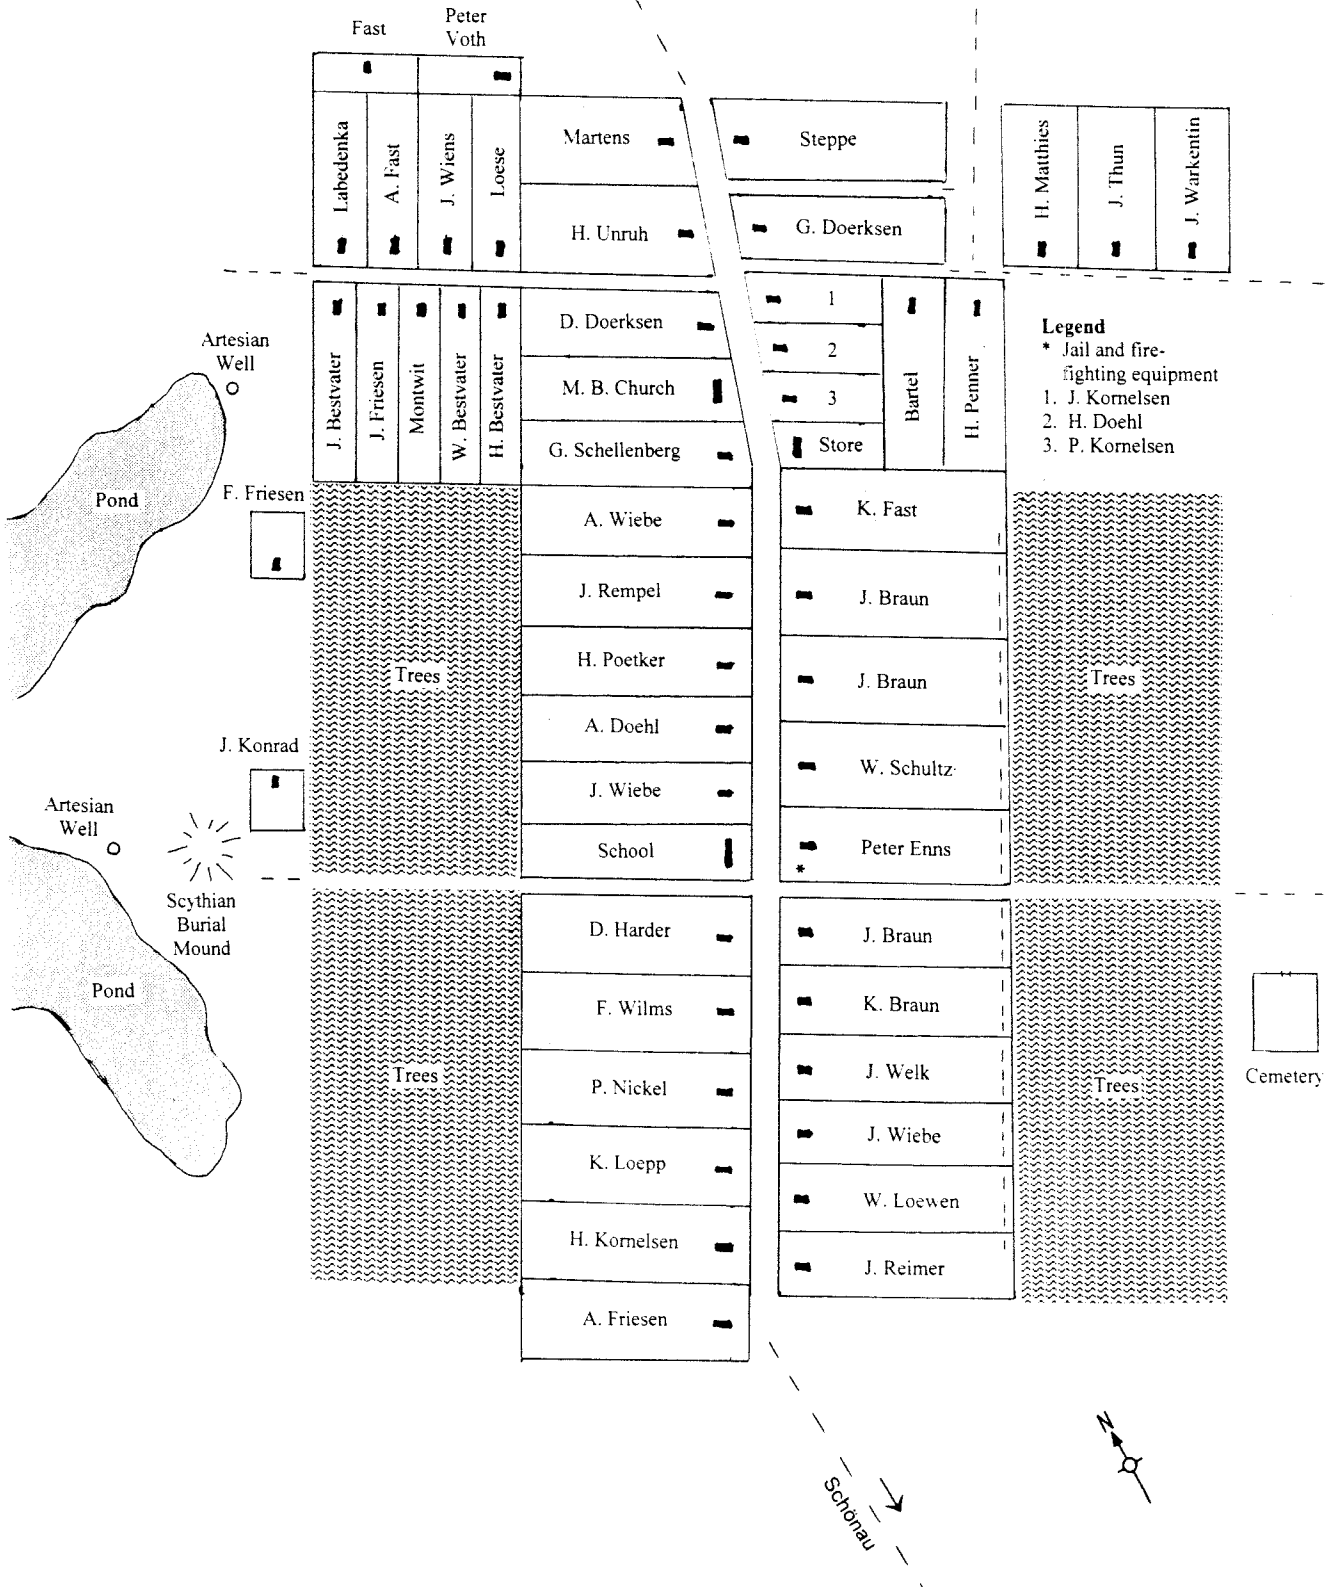 Fast
Peter
Voth
Labedenka
A. Fast
J. Wiens
Loese
Martens
Steppe
H. Matthies
J. Thun
J. Warkentin
H. Unruh
G. Doerksen
J. Bestvater
J. Friesen
Montwit
W. Bestvater
H. Bestvater
D. Doerksen
1
2
3
Store
Bartel
H. Penner
M. B. Church
G. Schellenberg
Legend
* Jail and fire-
fighting equipment
1. J. Kornelsen
2. H. Doehl
3. P. Kornelsen
Artesian
Well
Pond
F. Friesen
A. Wiebe
K. Fast
J. Rempel
J. Braun
Trees
H. Poetker
J. Braun
Trees
A. Doehl
J. Konrad
W. Schultz
J. Wiebe
Artesian
Well
School
Peter Enns
*
Scythian
Burial
Mound
D. Harder
J. Braun
Pond
F. Wilms
K. Braun
Trees
P. Nickel
J. Welk
Trees
Cemetery
J. Wiebe
K. Loepp
W. Loewen
H. Kornelsen
J. Reimer
A. Friesen
N
Schönau